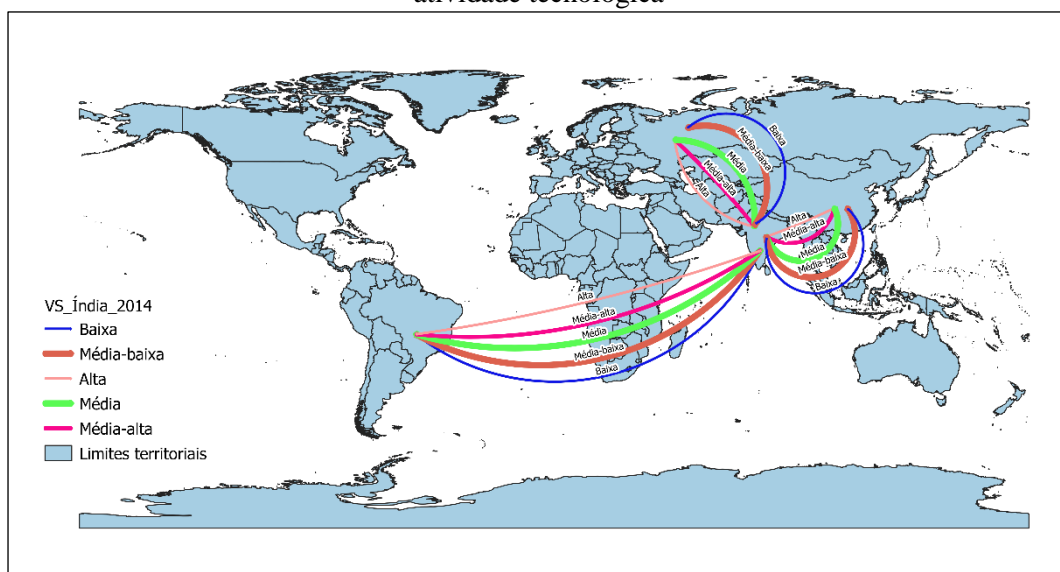 atividade tecnológica
Baixa
Média-baixa
Média
Média-alta
Alta
Alta
Média-alta
Média
Média-baixa
Baixa
Alta
Média-alta
Média
Média-baixa
Baixa
VS_Índia_2014
Baixa
Média-baixa
Alta
Média
Média-alta
Limites territoriais